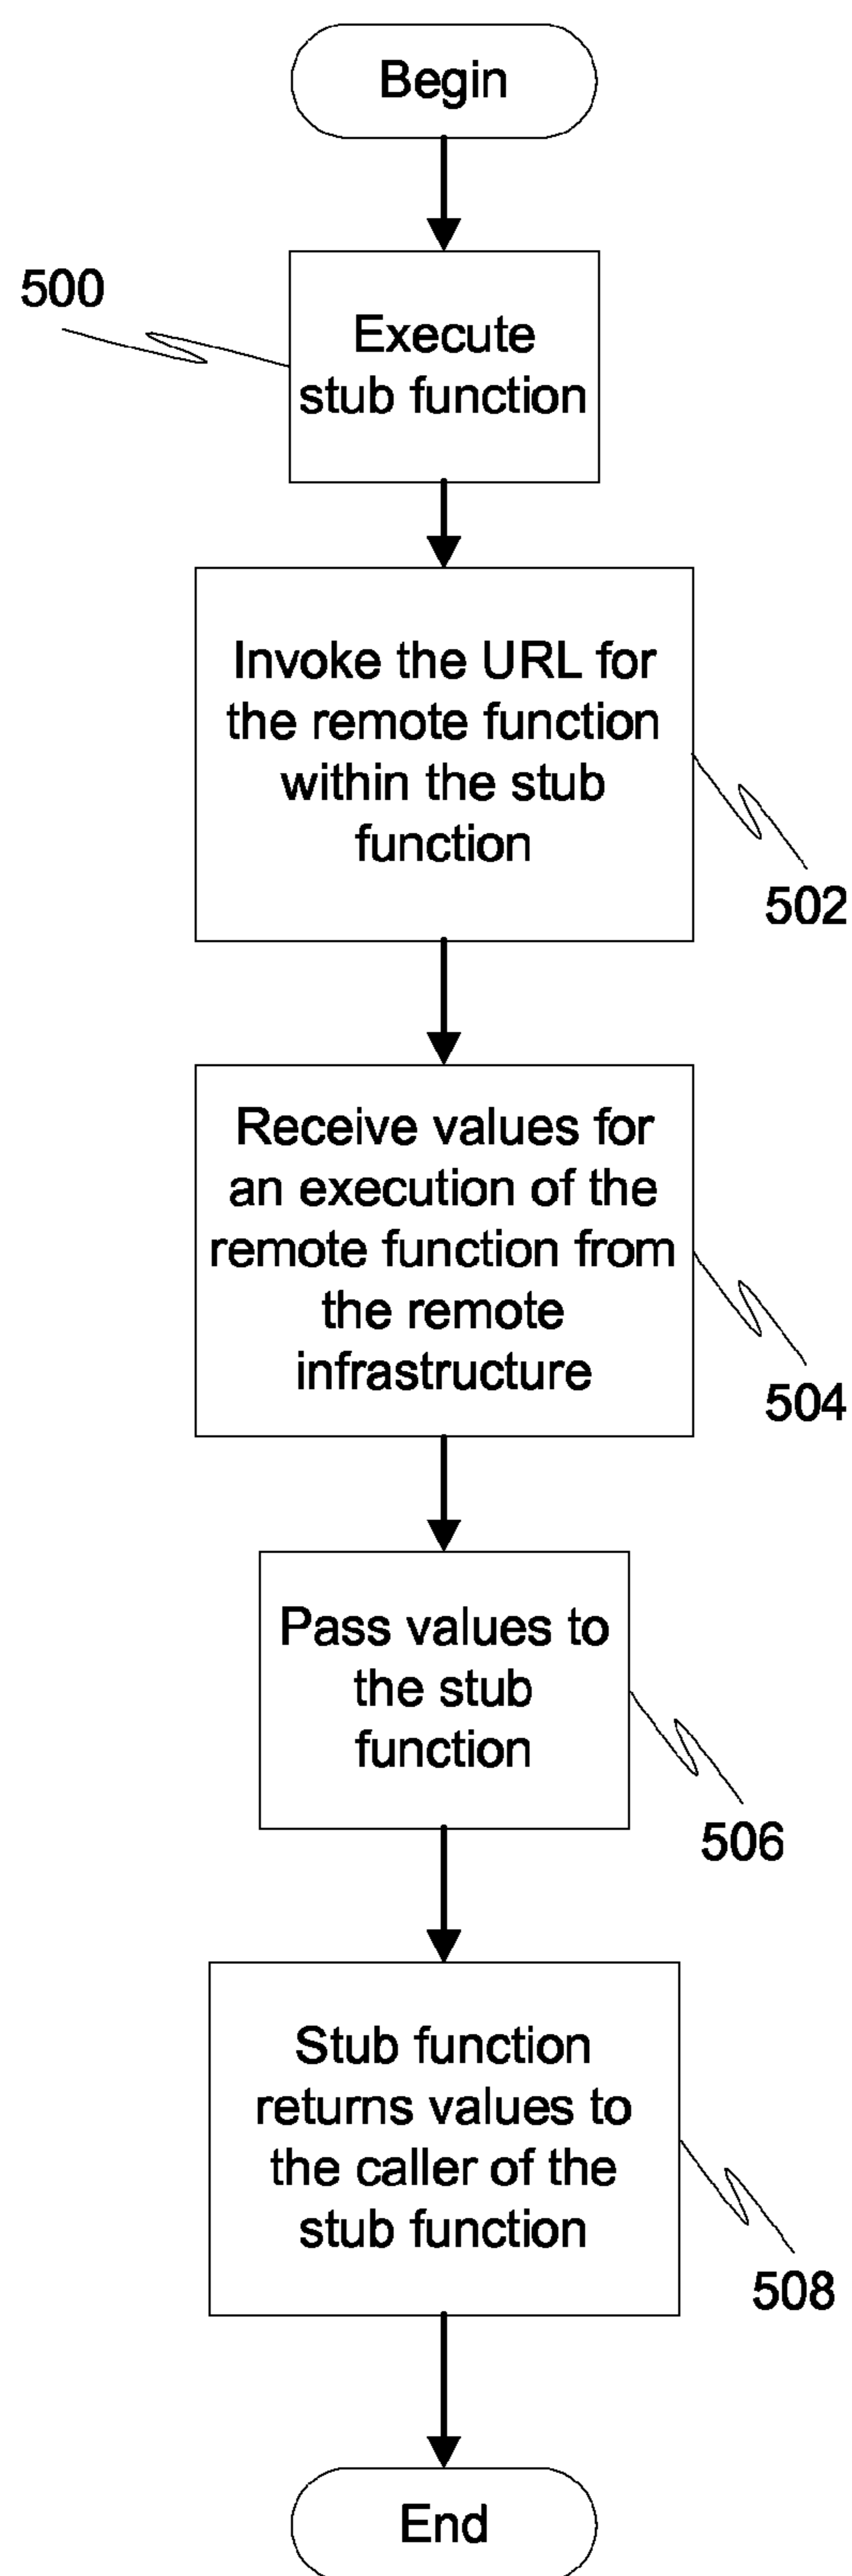 Begin
500
Execute
stub function
Invoke the URL for
the remote function
within the stub
function
502
Receive values for
an execution of the
remote function from
the remote
infrastructure
504
Pass values to
the stub
function
506
Stub function
returns values to
the caller of the
stub function
508
End